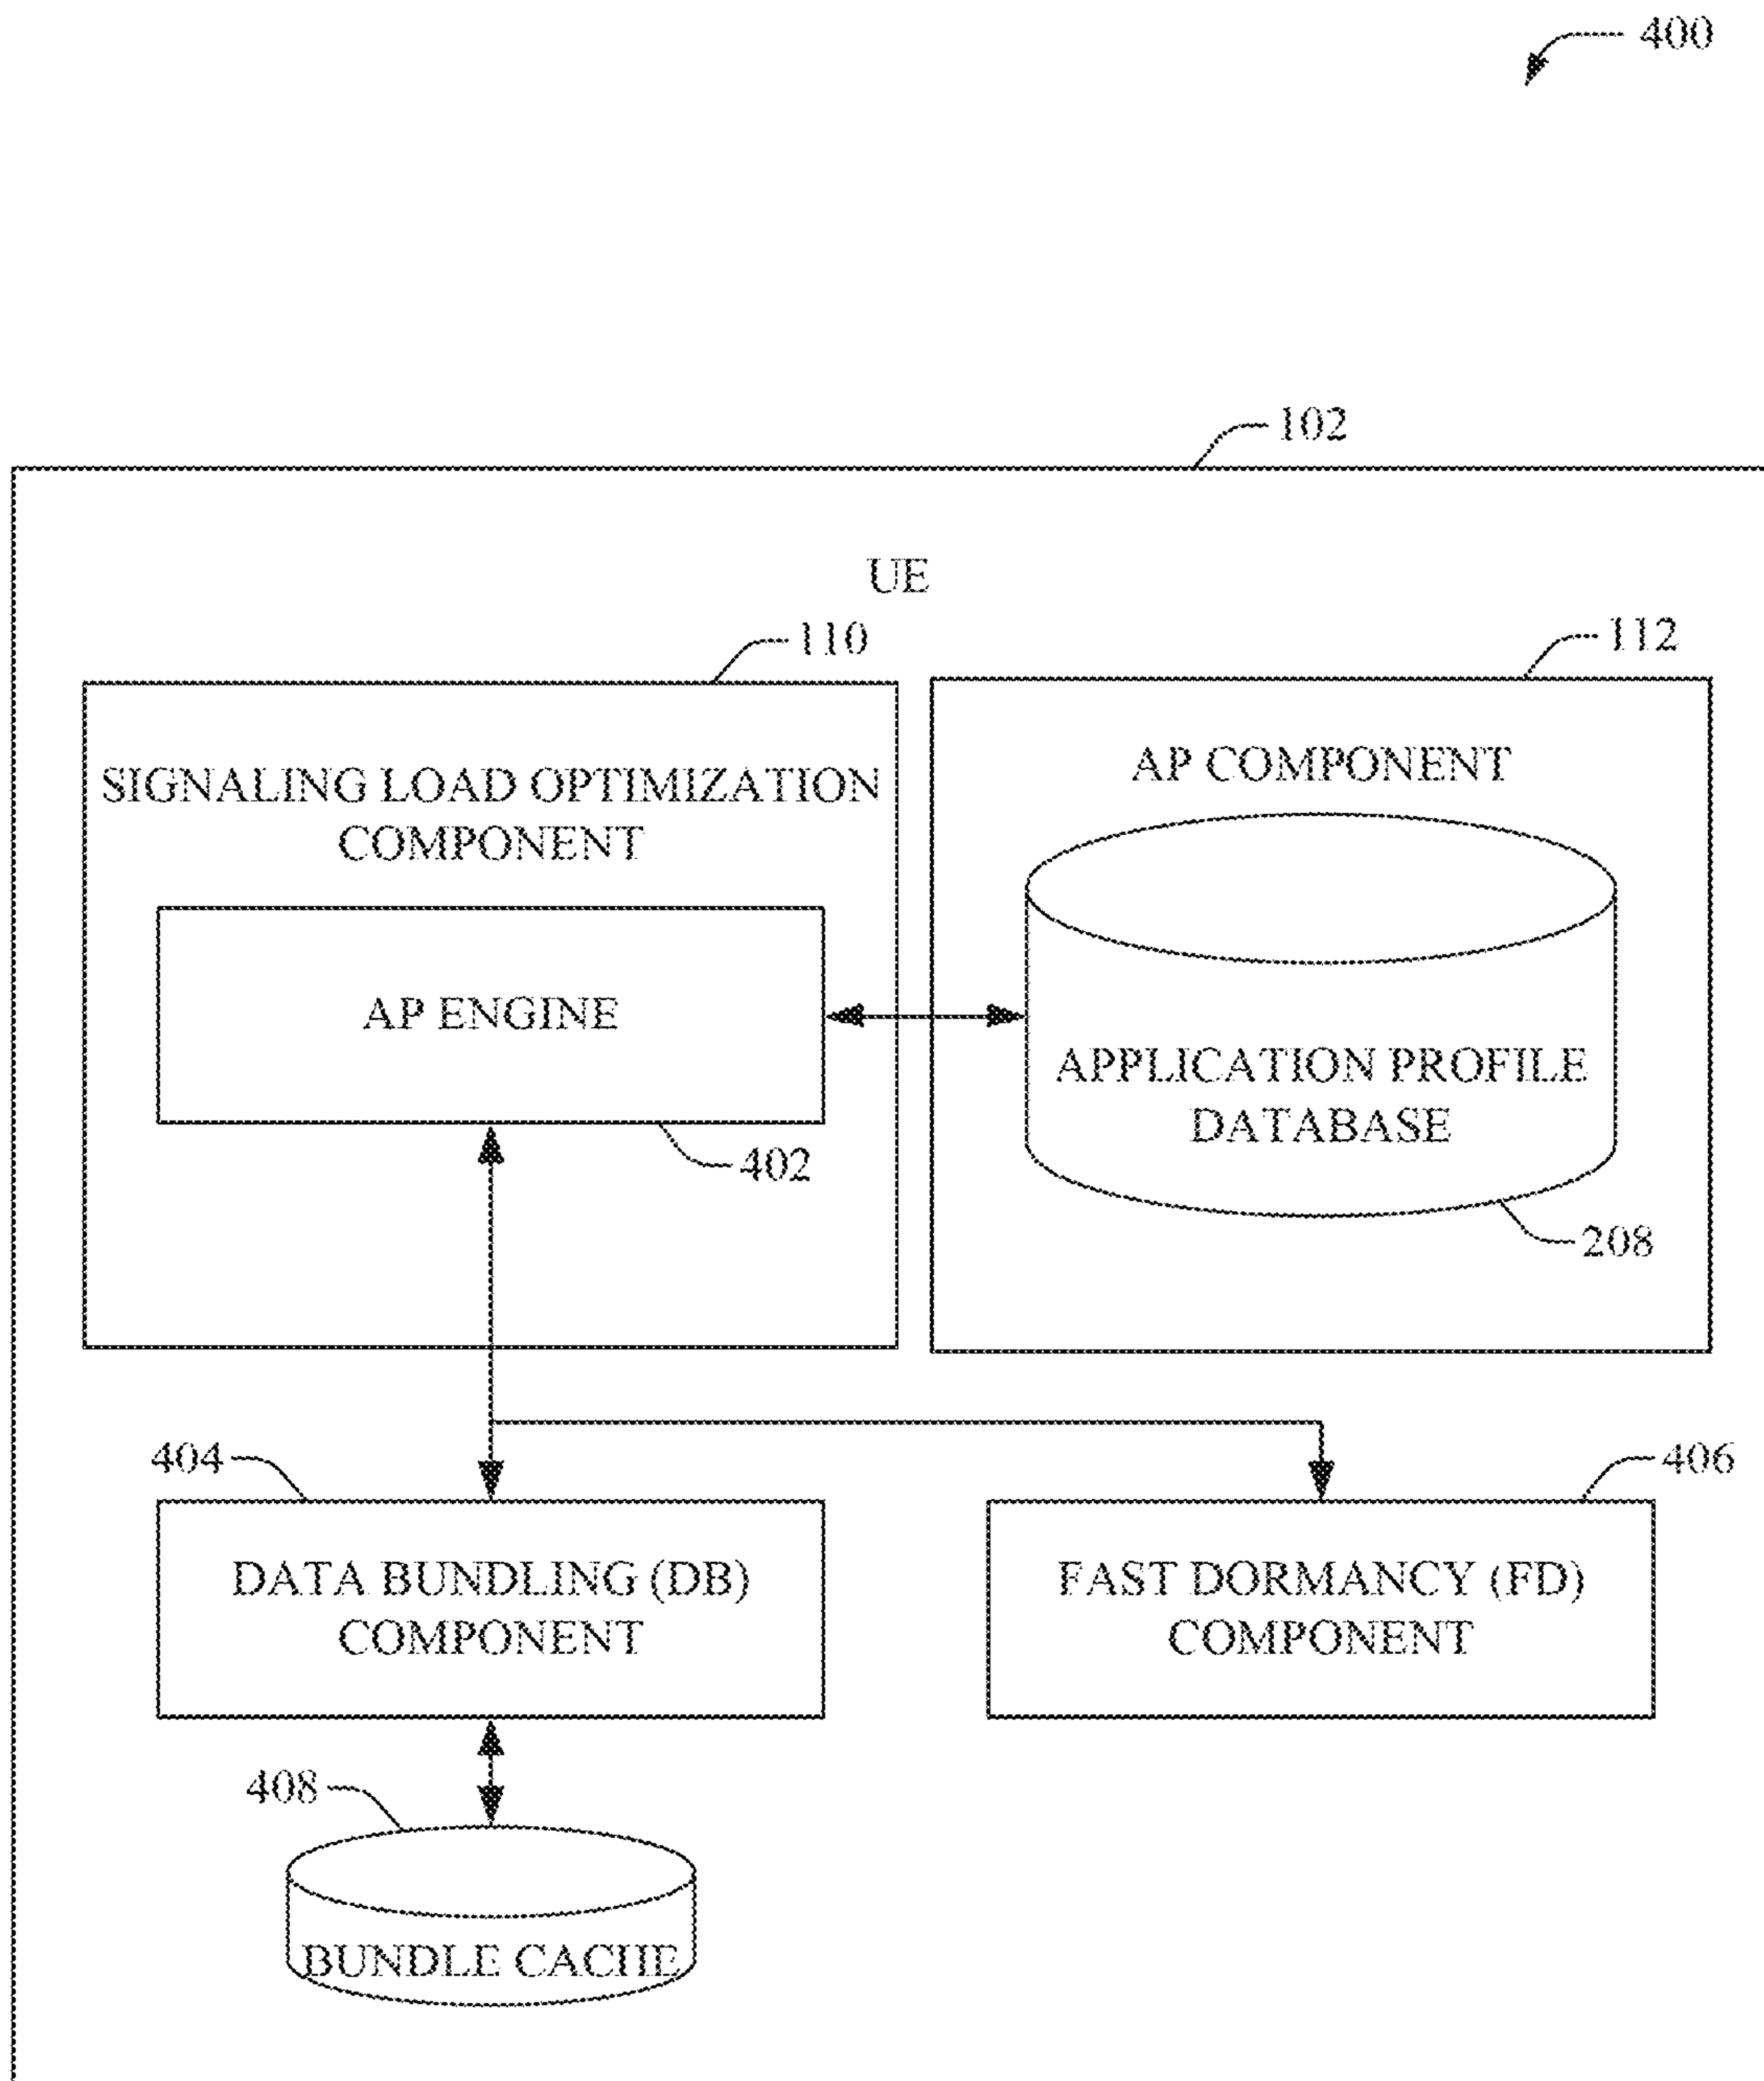 400
102
UE
110
112
SIGNALING LOAD OPTIMIZATION
COMPONENT
AP COMPONENT
AP ENGINE
APPLICATION PROFILE
DATABASE
402
208
404
406
DATA BUNDLING (DB)
COMPONENT
FAST DORMANCY (FD)
COMPONENT
408
BUNDLE CACHE